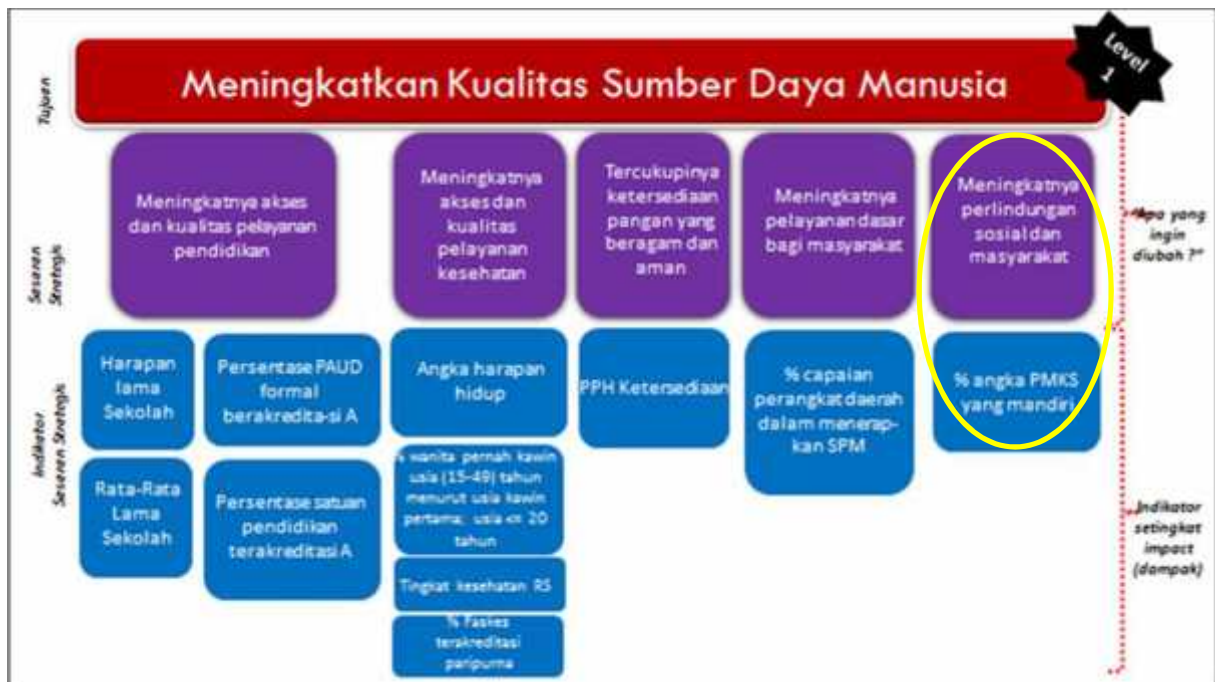 Level
1
Tujuan
Meningkatkan Kualitas Sumber Daya Manusia
Sasaran
Strategis
Meningkatnya akses
dan kualitas pelayanan
pendidikan
Meningkatnya
akses dan
kualitas
pelayanan
kesehatan
Tercukupinya
ketersediaan
pangan yang
beragam dan
aman
Meningkatnya
pelayanan dasar
bagi masyarakat
Meningkatnya
perlindungan
sosial dan
masyarakat
"Apa yang
ingin
diubah ?"
Indikator
Sasaran Strategis
Harapan
lama
Sekolah
Persentase PAUD
formal
berakredita-si A
Angka harapan
hidup
PPH Ketersediaan
% capaian
perangkat daerah
dalam menerap-
kan SPM
% angka PMKS
yang mandiri
Rata-Rata
Lama
Sekolah
Persentase satuan
pendidikan
terakreditasi A
% wanita pernah kawin
usia (15-49) tahun
menurut usia kawin
pertama; usia <= 20
tahun
Tingkat kesehatan RS
% Faskes
terakreditasi
paripurna
Indikator
setingkat
impact
(dampak)